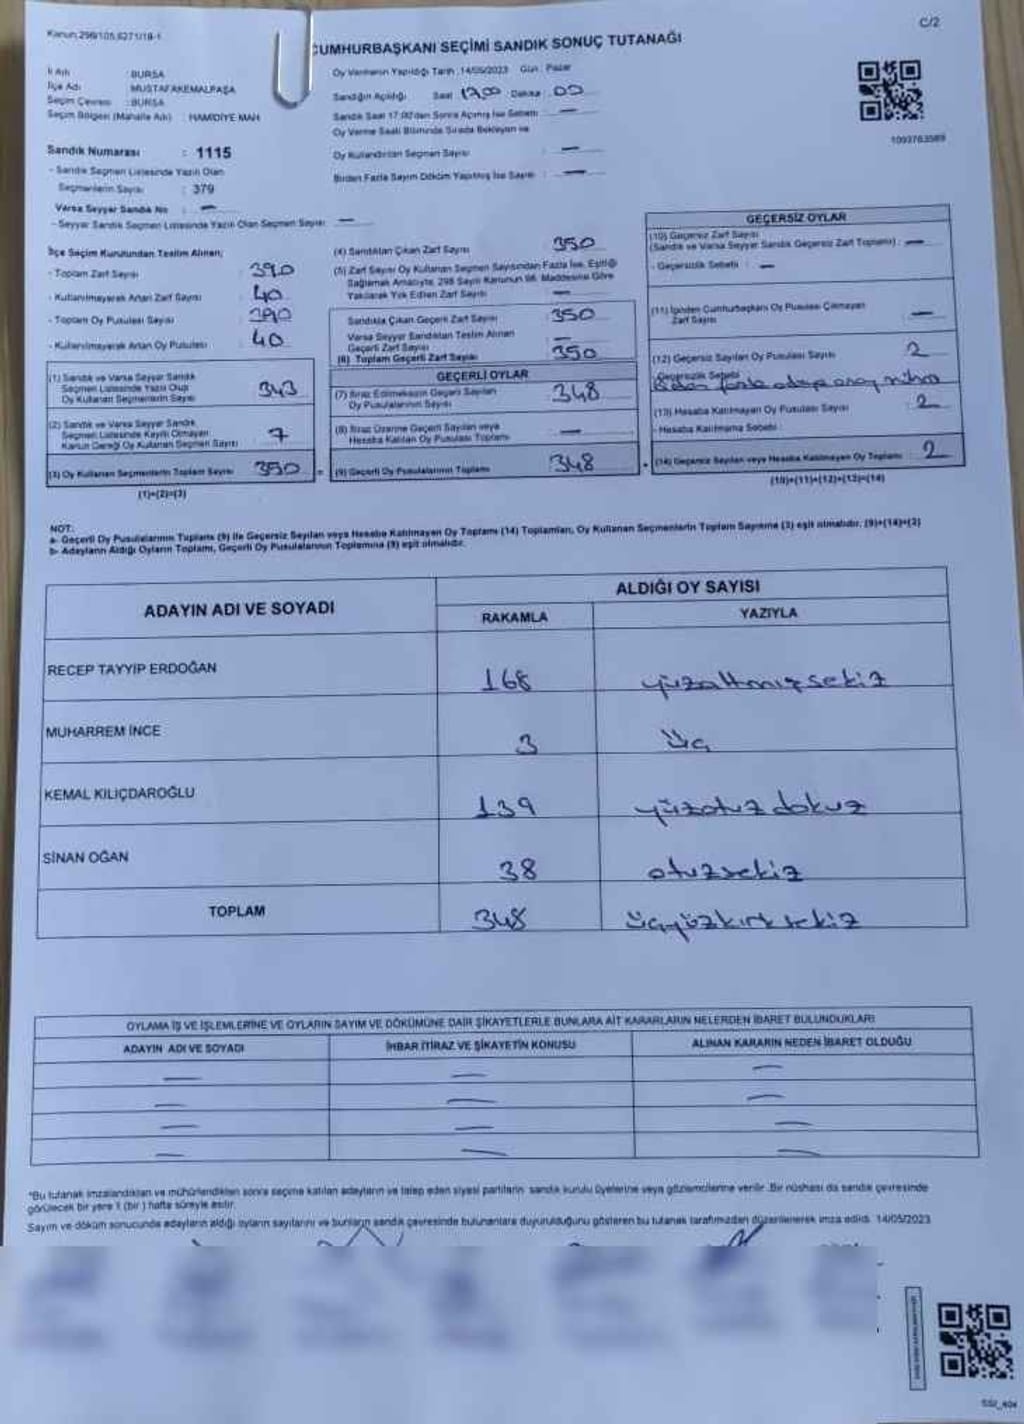 Kanun:298/105,6271/18-1
C/2
CUMHURBAŞKANI SEÇİMİ SANDIK SONUÇ TUTANAĞI
İl Adı : BURSA
İlçe Adı : MUSTAFAKEMALPAŞA
Seçim Çevresi : BURSA
Seçim Bölgesi (Mahalle Adı) : HAMİDİYE MAH
Sandık Numarası : 1115
- Sandık Seçmen Listesinde Yazılı Olan
Seçmenlerin Sayısı : 379
Varsa Seyyar Sandık No : —
- Seyyar Sandık Seçmen Listesinde Yazılı Olan Seçmen Sayısı : —
Oy Vermenin Yapıldığı Tarih : 14/05/2023 Gün : Pazar
Sandığın Açıldığı Saat 17,00 Dakika : 00
Sandık Saat 17.00'den Sonra Açılmış İse Sebebi : —
Oy Verme Saati Bitiminde Sırada Bekleyen ve
Oy Kullandırılan Seçmen Sayısı : —
Birden Fazla Sayım Döküm Yapılmış İse Sayısı : —
1093763589
İlçe Seçim Kurulundan Teslim Alınan;
- Toplam Zarf Sayısı : 390
- Kullanılmayarak Artan Zarf Sayısı : 40
- Toplam Oy Pusulası Sayısı : 390
- Kullanılmayarak Artan Oy Pusulası : 40
(1) Sandık ve Varsa Seyyar Sandık
Seçmen Listesinde Yazılı Olup
Oy Kullanan Seçmenlerin Sayısı 343
(2) Sandık ve Varsa Seyyar Sandık
Seçmen Listesinde Kayıtlı Olmayan
Kanun Gereği Oy Kullanan Seçmen Sayısı 7
(3) Oy Kullanan Seçmenlerin Toplam Sayısı 350
(1)+(2)=(3)
(4) Sandıktan Çıkan Zarf Sayısı : 350
(5) Zarf Sayısı Oy Kullanan Seçmen Sayısından Fazla İse, Eşitliği
Sağlamak Amacıyla, 298 Sayılı Kanunun 98. Maddesine Göre
Yakılarak Yok Edilen Zarf Sayısı : —
Sandıkta Çıkan Geçerli Zarf Sayısı : 350
Varsa Seyyar Sandıktan Teslim Alınan
Geçerli Zarf Sayısı : —
(6) Toplam Geçerli Zarf Sayısı : 350
GEÇERLİ OYLAR
(7) İtiraz Edilmeksizin Geçerli Sayılan
Oy Pusulalarının Sayısı : 348
(8) İtiraz Üzerine Geçerli Sayılan veya
Hesaba Katılan Oy Pusulası Toplamı : —
(9) Geçerli Oy Pusulalarının Toplamı : 348
GEÇERSİZ OYLAR
(10) Geçersiz Zarf Sayısı
(Sandık ve Varsa Seyyar Sandık Geçersiz Zarf Toplamı) : —
- Geçersizlik Sebebi : —
(11) İçinden Cumhurbaşkanı Oy Pusulası Çıkmayan
Zarf Sayısı : —
(12) Geçersiz Sayılan Oy Pusulası Sayısı : 2
- Geçersizlik Sebebi
(13) Hesaba Katılmayan Oy Pusulası Sayısı : 2
- Hesaba Katılmama Sebebi :
(14) Geçersiz Sayılan veya Hesaba Katılmayan Oy Toplamı : 2
(10)+(11)+(12)+(13)=(14)
NOT:
a- Geçerli Oy Pusulalarının Toplamı (9) ile Geçersiz Sayılan veya Hesaba Katılmayan Oy Toplamı (14) Toplamları, Oy Kullanan Seçmenlerin Toplam Sayısına (3) eşit olmalıdır. (9)+(14)=(3)
b- Adayların Aldığı Oyların Toplamı, Geçerli Oy Pusulalarının Toplamına (9) eşit olmalıdır.
ADAYIN ADI VE SOYADI
ALDIĞI OY SAYISI
RAKAMLA YAZIYLA
RECEP TAYYİP ERDOĞAN 168 yüzaltmışsekiz
MUHARREM İNCE 3 üç
KEMAL KILIÇDAROĞLU 139 yüzotuzdokuz
SİNAN OĞAN 38 otuzsekiz
TOPLAM 348 üçyüzkırksekiz
OYLAMA İŞ VE İŞLEMLERİNE VE OYLARIN SAYIM VE DÖKÜMÜNE DAİR ŞİKAYETLERLE BUNLARA AİT KARARLARIN NELERDEN İBARET BULUNDUKLARI
ADAYIN ADI VE SOYADI İHBAR İTİRAZ VE ŞİKAYETİN KONUSU ALINAN KARARIN NEDEN İBARET OLDUĞU
— — —
— — —
— — —
— — —
*Bu tutanak imzalandıktan ve mühürlendikten sonra seçime katılan adayların ve talep eden siyasi partilerin sandık kurulu üyelerine veya gözlemcilerine verilir. Bir nüshası da sandık çevresinde
görülecek bir yere 1 (bir) hafta süreyle asılır.
Sayım ve döküm sonucunda adayların aldığı oyların sayılarını ve bunların sandık çevresinde bulunanlara duyurulduğunu gösteren bu tutanak tarafımızdan düzenlenerek imza edildi. 14/05/2023